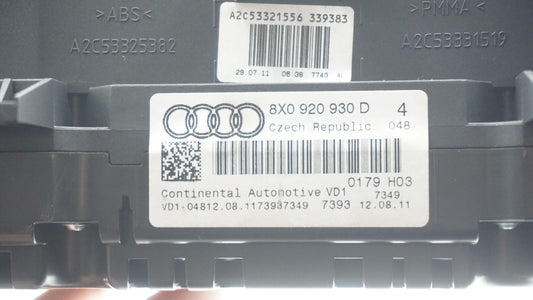 >ABS<
A2C53325382
A2C53321556 339383
29.07.11 06:38 7743
>PMMA<
A2C53331519
8X0 920 930 D 4
Czech Republic 048
0179 H03
Continental Automotive VD1 7349
VD1-04812.08.1173937349 7393 12.08.11